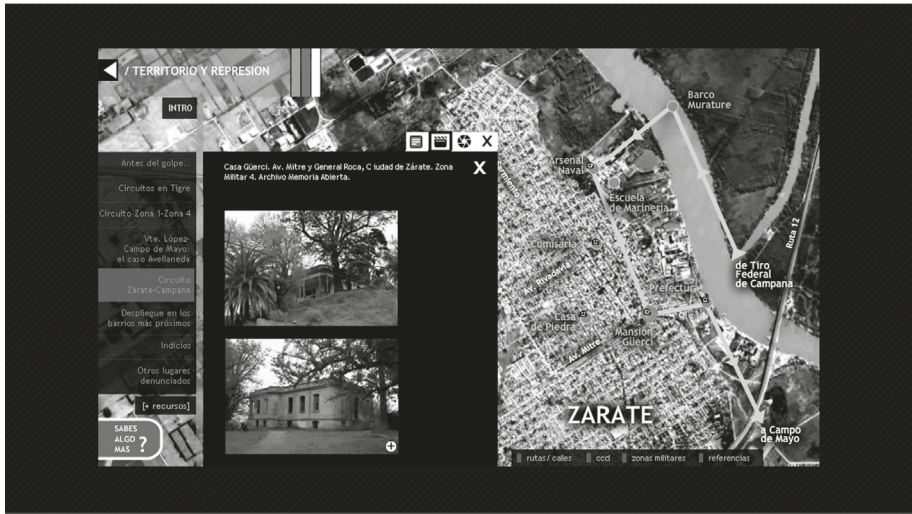 / TERRITORIO Y REPRESION
INTRO
Antes del golpe...
Circuitos en Tigre
Circuito Zona 1-Zona 4
Vte. López-
Campo de Mayo:
el caso Avellaneda
Circuito
Zárate-Campana
Despliegue en los
barrios más próximos
Indicios
Otros lugares
denunciados
[+ recursos]
SABES
ALGO
MAS ?
X
Casa Güerci. Av. Mitre y General Roca, C iudad de Zárate. Zona
Militar 4. Archivo Memoria Abierta.
X
Barco
Murature
Arsenal
Naval
Sarmiento
Escuela
de Marinería
Comisaría
Ruta 12
Av. Rivadavia
de Tiro
Federal
de Campana
Prefectura
Casa
de Piedra
Mansión
Güerci
Av. Mitre
ZARATE
a Campo
de Mayo
rutas/ calles
ccd
zonas militares
referencias